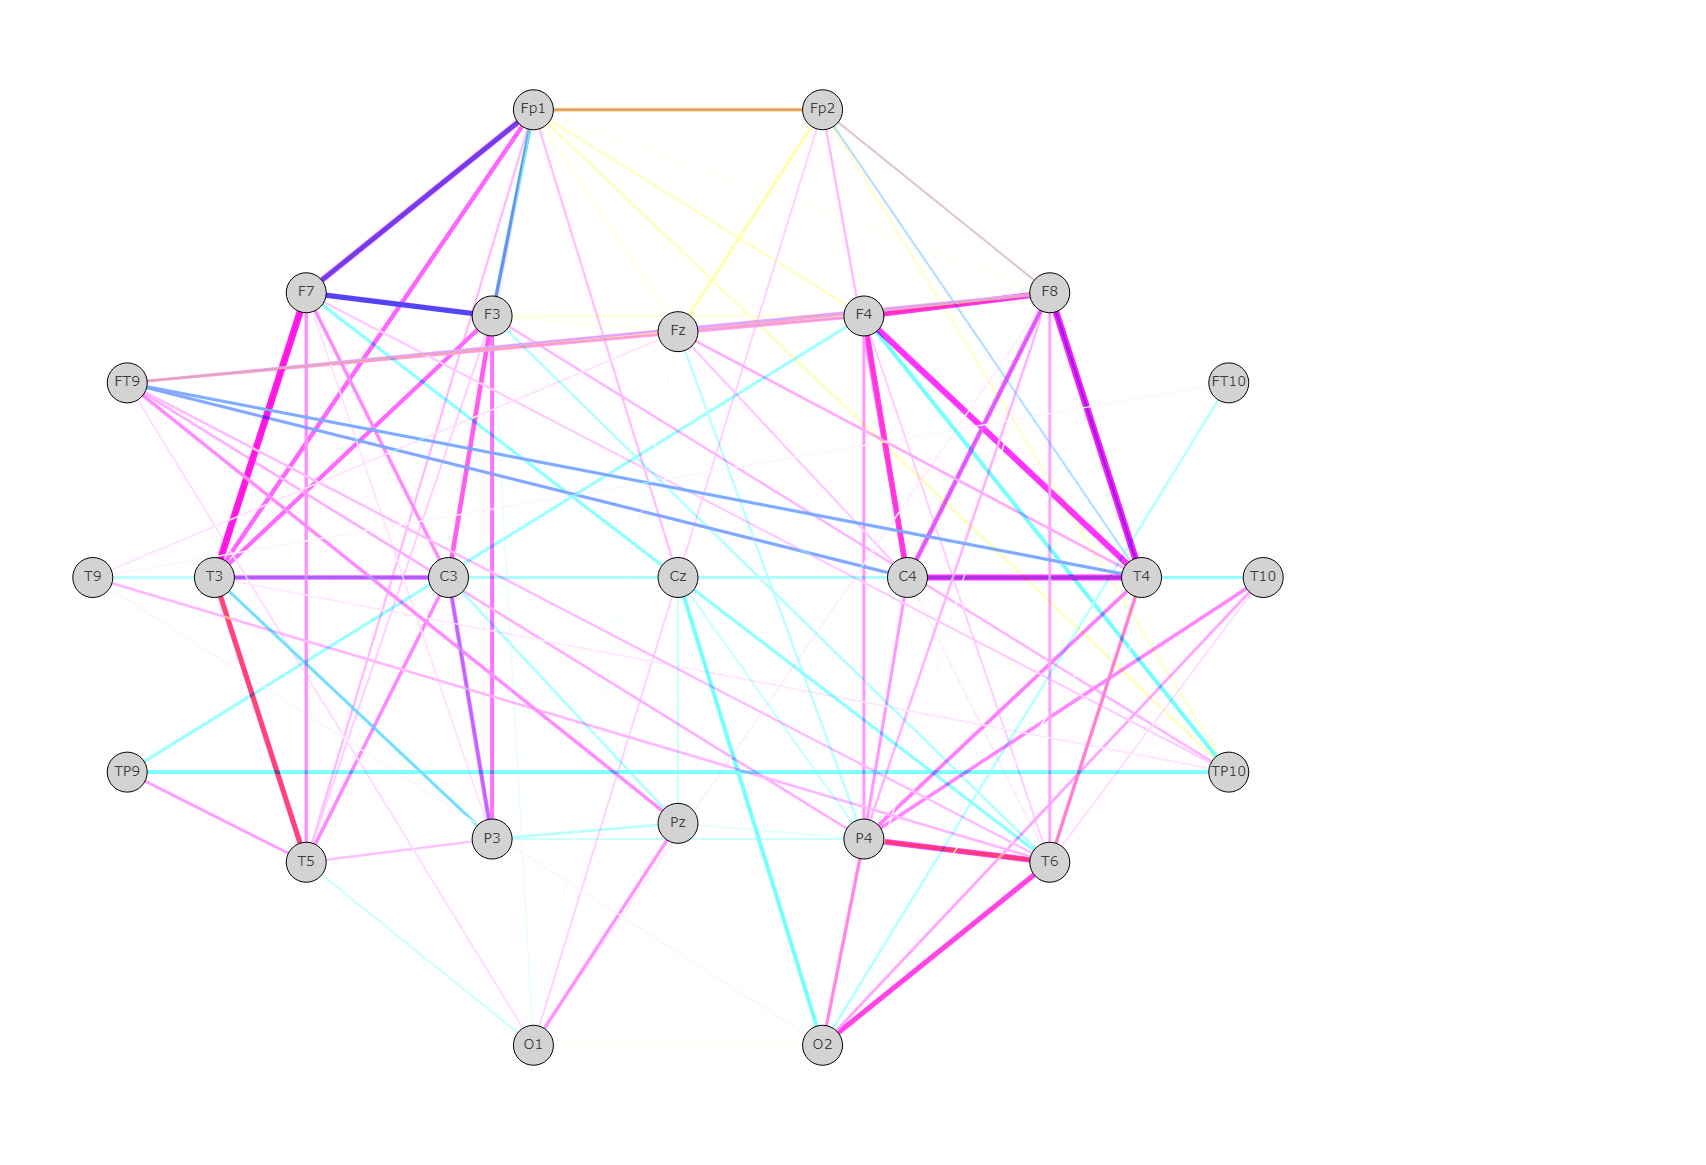 Fp1 Fp2
F7 F3 Fz F4 F8
FT9 FT10
T9 T3 C3 Cz C4 T4 T10
TP9 TP10
T5 P3 Pz P4 T6
O1 O2